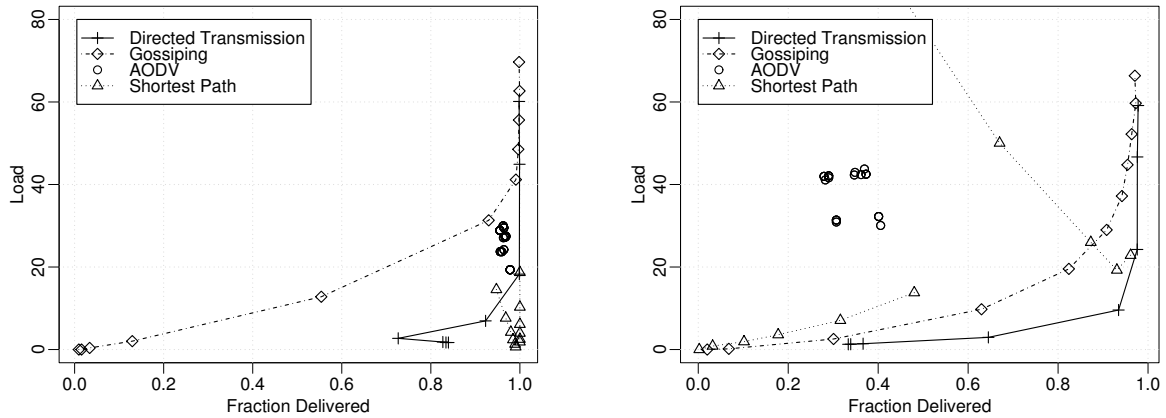 80
60
40
20
0
Load
Directed Transmission
Gossiping
AODV
Shortest Path
0.0 0.2 0.4 0.6 0.8 1.0
Fraction Delivered
80
60
40
20
0
Load
Directed Transmission
Gossiping
AODV
Shortest Path
0.0 0.2 0.4 0.6 0.8 1.0
Fraction Delivered